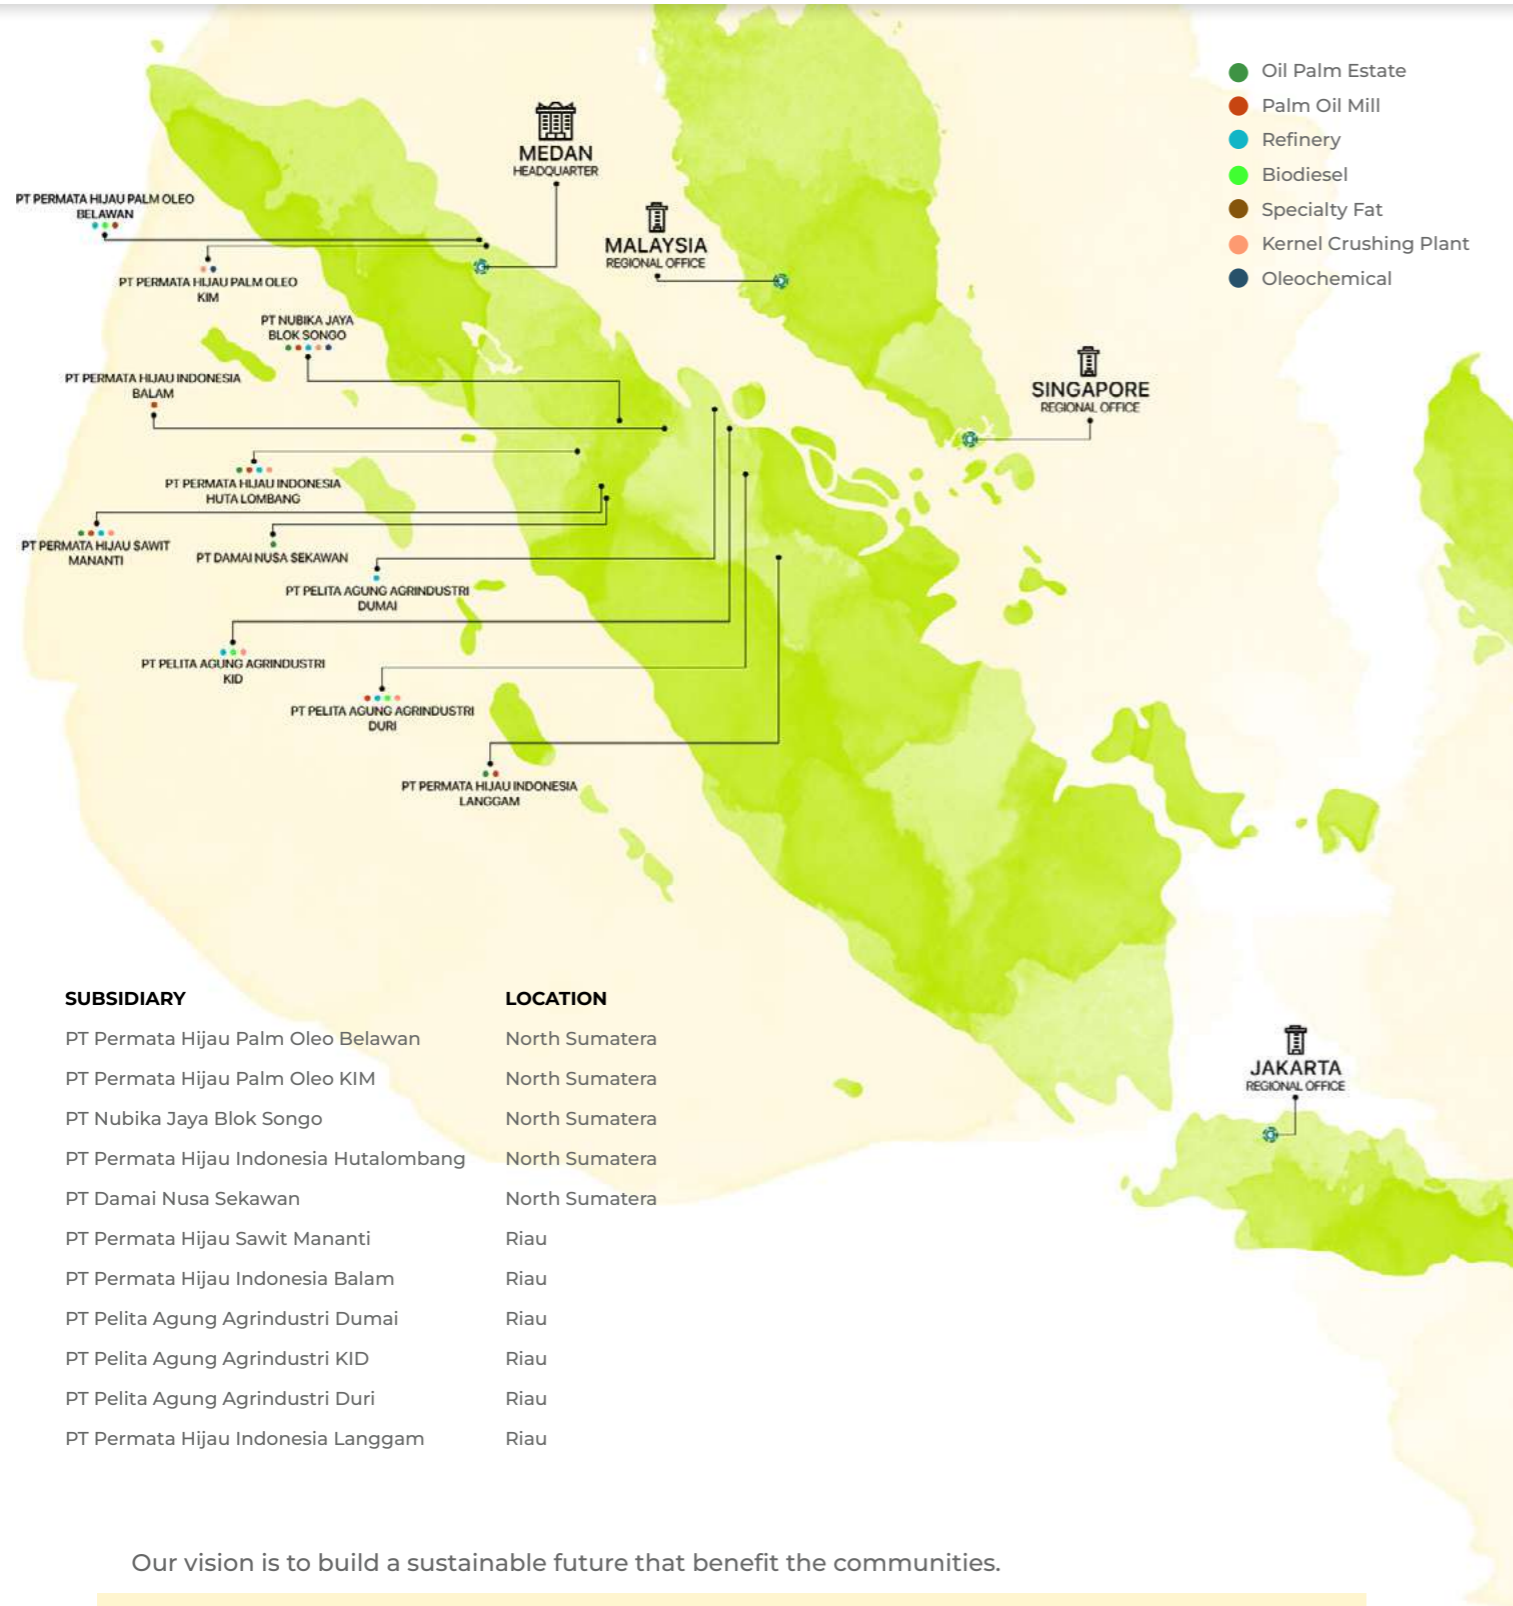 Oil Palm Estate
Palm Oil Mill
Refinery
Biodiesel
Specialty Fat
Kernel Crushing Plant
Oleochemical
MEDAN
HEADQUARTER
MALAYSIA
REGIONAL OFFICE
SINGAPORE
REGIONAL OFFICE
PT PERMATA HIJAU PALM OLEO
BELAWAN
PT PERMATA HIJAU PALM OLEO
KIM
PT NUBIKA JAYA
BLOK SONGO
PT PERMATA HIJAU INDONESIA
BALAM
PT PERMATA HIJAU INDONESIA
HUTA LOMBANG
PT PERMATA HIJAU SAWIT
MANANTI
PT DAMAI NUSA SEKAWAN
PT PELITA AGUNG AGRINDUSTRI
DUMAI
PT PELITA AGUNG AGRINDUSTRI
KID
PT PELITA AGUNG AGRINDUSTRI
DURI
PT PERMATA HIJAU INDONESIA
LANGGAM
JAKARTA
REGIONAL OFFICE
SUBSIDIARY LOCATION
PT Permata Hijau Palm Oleo Belawan North Sumatera
PT Permata Hijau Palm Oleo KIM North Sumatera
PT Nubika Jaya Blok Songo North Sumatera
PT Permata Hijau Indonesia Hutalombang North Sumatera
PT Damai Nusa Sekawan North Sumatera
PT Permata Hijau Sawit Mananti Riau
PT Permata Hijau Indonesia Balam Riau
PT Pelita Agung Agrindustri Dumai Riau
PT Pelita Agung Agrindustri KID Riau
PT Pelita Agung Agrindustri Duri Riau
PT Permata Hijau Indonesia Langgam Riau
Our vision is to build a sustainable future that benefit the communities.